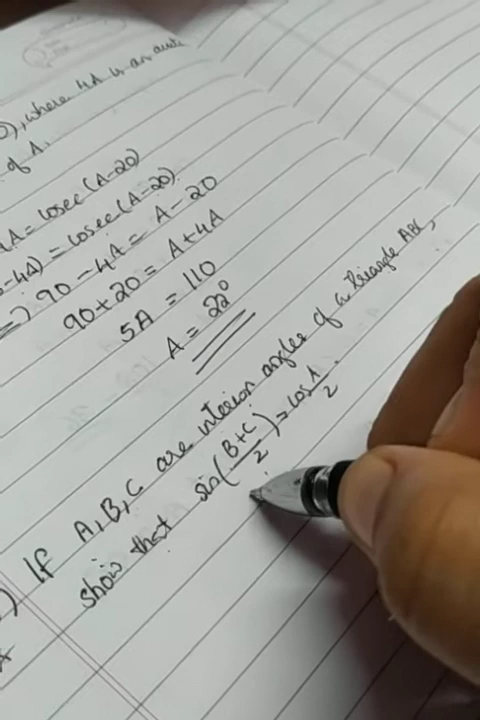 ), where 4A is an acute
of A.
4A = cosec(A-20)
-4A) = cosec(A-20).
=) 90 - 4A = A - 20
90+20 = A+4A
5A = 110
A = 22°
) If A,B,C are interior angles of a triangle ABC,
show that sin(B+C/2) = cos A/2.